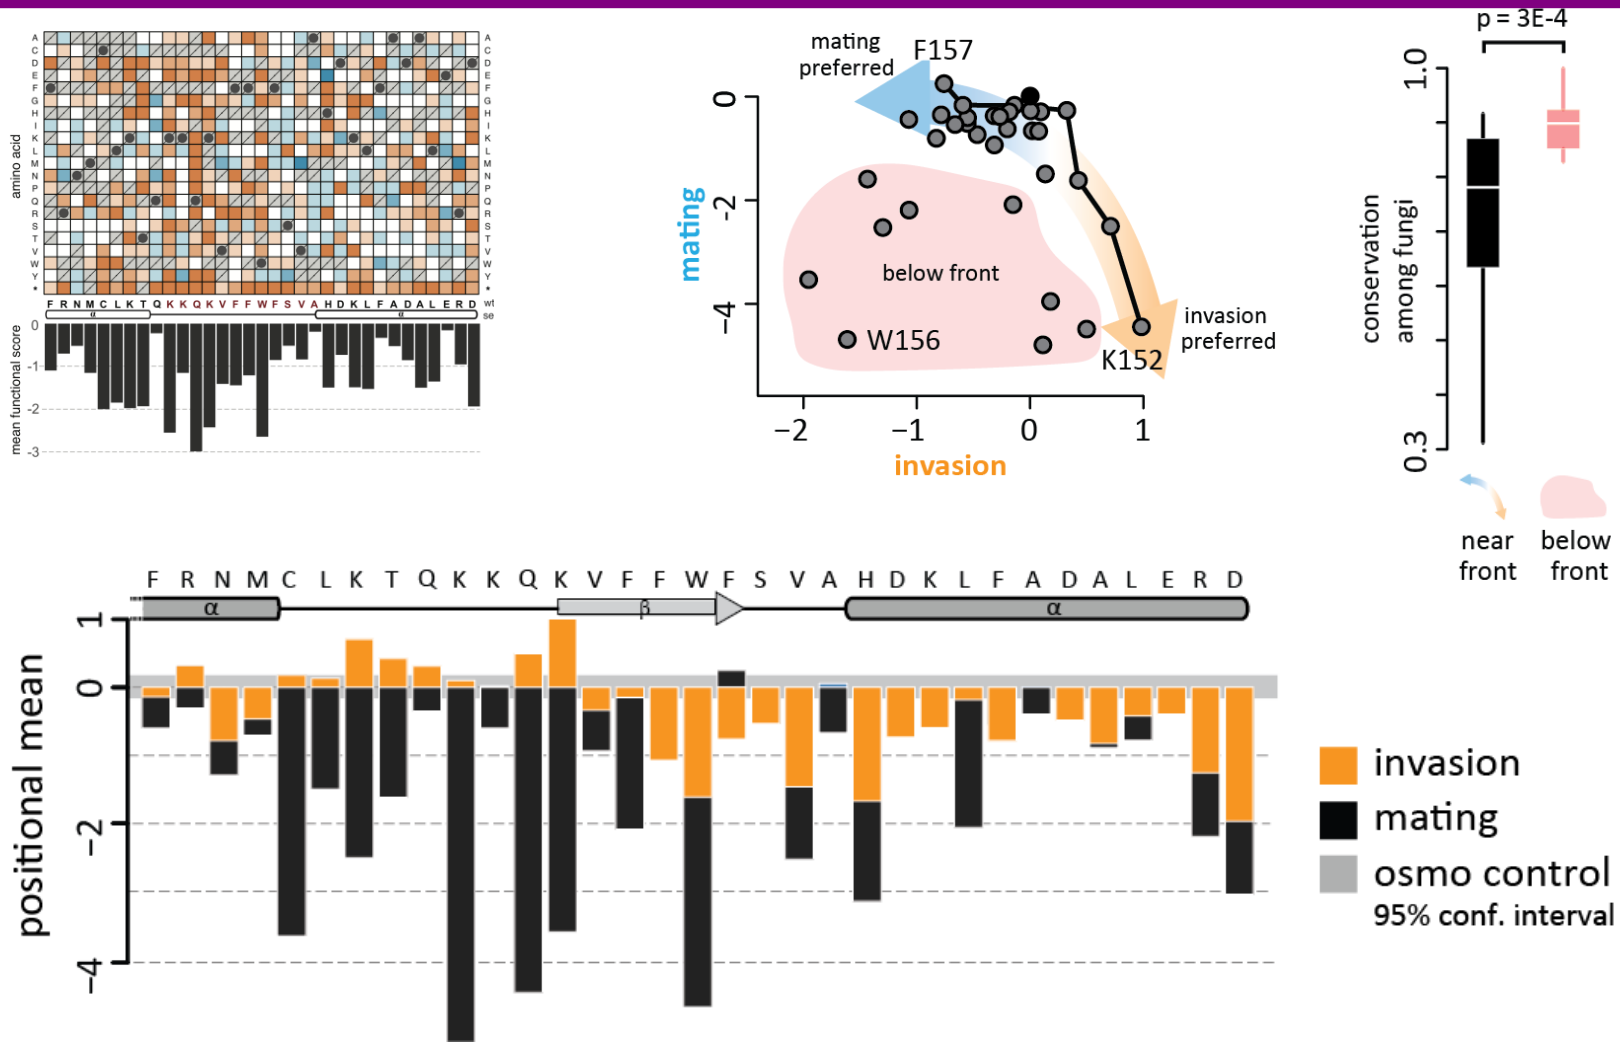 A A
C C
D D
E E
F F
G G
H H
I I
K K
L L
M M
N N
P P
Q Q
R R
S S
T T
V V
W W
Y Y
* *
amino acid
F R N M C L K T Q K K Q K V F F W F S V A H D K L F A D A L E R D wt
α α se
mean functional score
0
-1
-2
-3
mating preferred
F157
mating
0
-2
-4
below front
W156
K152
invasion preferred
-2 -1 0 1
invasion
p = 3E-4
1.0
0.3
conservation
among fungi
near front
below front
F R N M C L K T Q K K Q K V F F W F S V A H D K L F A D A L E R D
α β α
positional mean
1
0
-2
-4
invasion
mating
osmo control
95% conf. interval